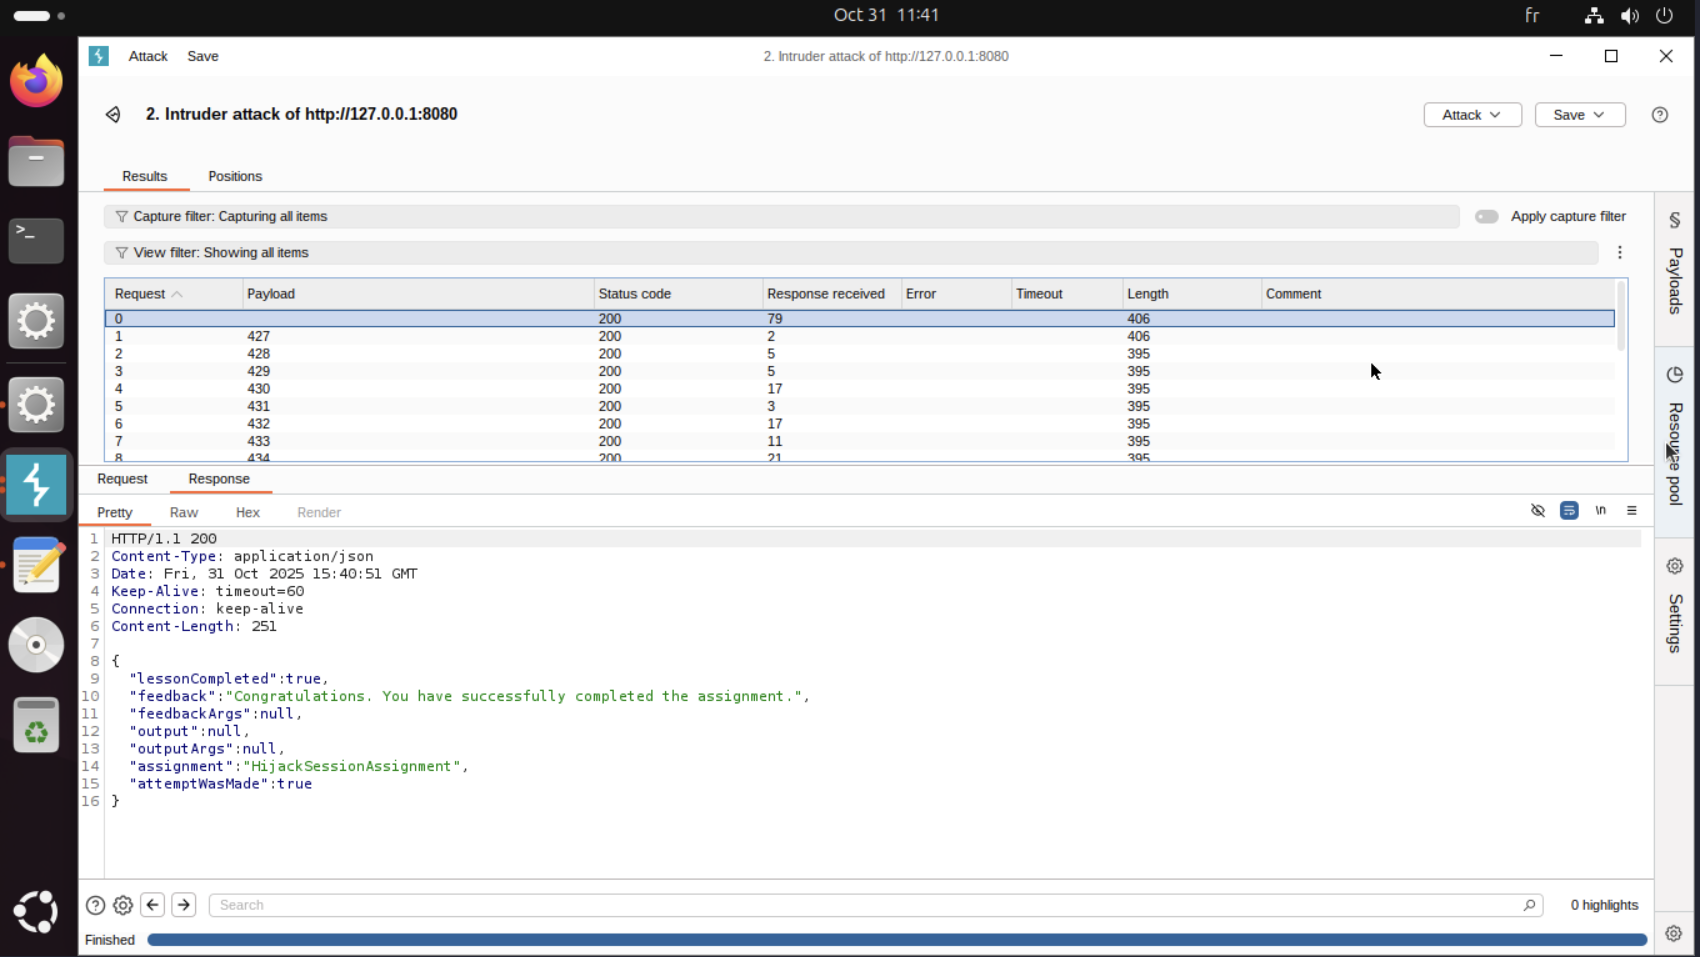 Oct 31 11:41
fr
Attack Save
2. Intruder attack of http://127.0.0.1:8080
2. Intruder attack of http://127.0.0.1:8080
Attack
Save
Results Positions
Capture filter: Capturing all items
Apply capture filter
View filter: Showing all items
Request Payload Status code Response received Error Timeout Length Comment
0 200 79 406
1 427 200 2 406
2 428 200 5 395
3 429 200 5 395
4 430 200 17 395
5 431 200 3 395
6 432 200 17 395
7 433 200 11 395
8 434 200 21 395
Request Response
Pretty Raw Hex Render
\n
1 HTTP/1.1 200
2 Content-Type: application/json
3 Date: Fri, 31 Oct 2025 15:40:51 GMT
4 Keep-Alive: timeout=60
5 Connection: keep-alive
6 Content-Length: 251
7
8 {
9 "lessonCompleted":true,
10 "feedback":"Congratulations. You have successfully completed the assignment.",
11 "feedbackArgs":null,
12 "output":null,
13 "outputArgs":null,
14 "assignment":"HijackSessionAssignment",
15 "attemptWasMade":true
16 }
Search
0 highlights
Finished
§ Payloads
Resource pool
Settings